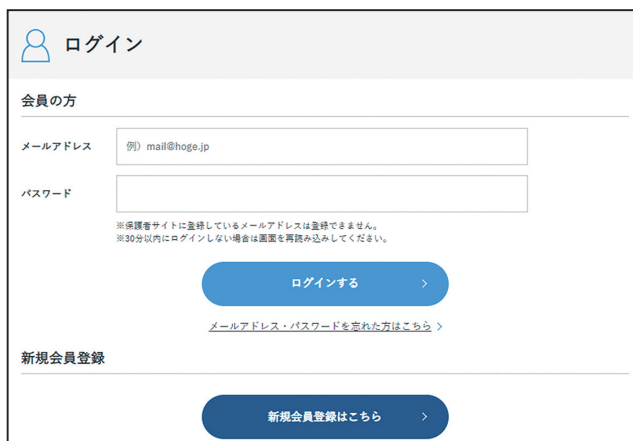 ログイン
会員の方
メールアドレス
例）mail@hoge.jp
パスワード
※保護者サイトに登録しているメールアドレスは登録できません。
※30分以内にログインしない場合は画面を再読み込みしてください。
ログインする
メールアドレス・パスワードを忘れた方はこちら
新規会員登録
新規会員登録はこちら